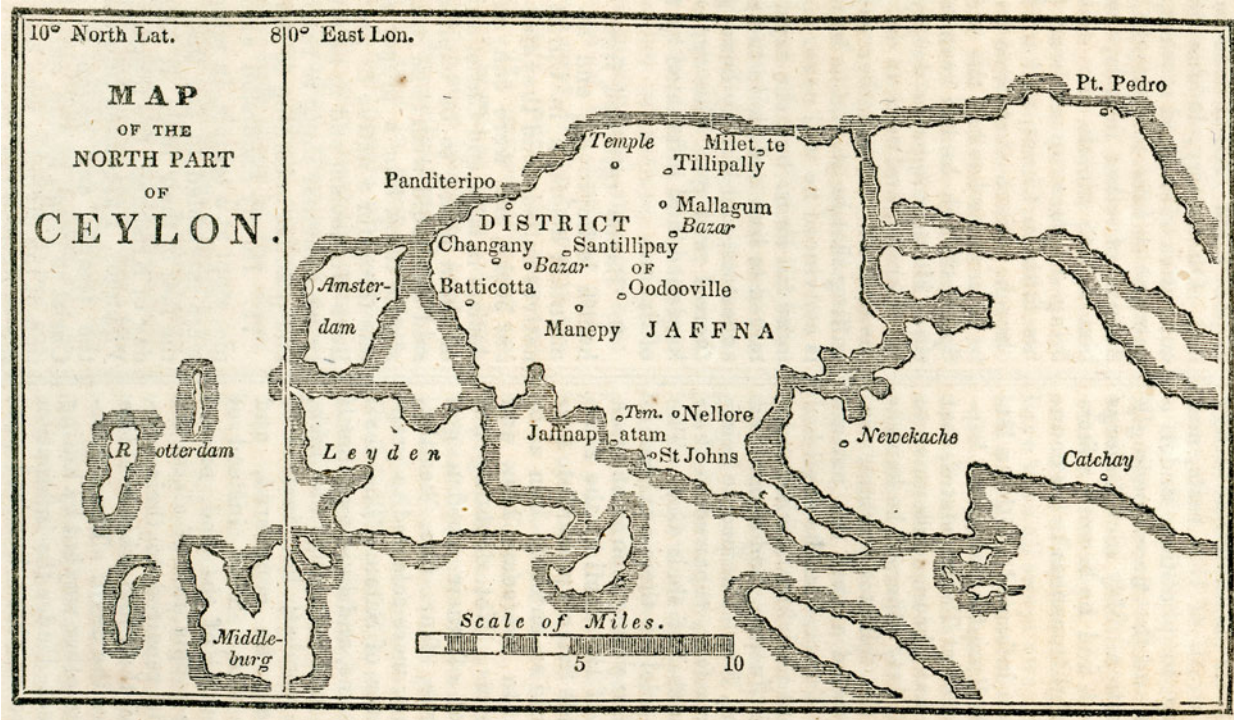 10° North Lat.
80° East Lon.
MAP
OF THE
NORTH PART
OF
CEYLON.
Pt. Pedro
Temple
Milette
Tillipally
Panditeripo
Mallagum
DISTRICT
Bazar
Changany
Santillipay
Bazar
OF
Amster-
dam
Batticotta
Oodooville
Manepy
JAFFNA
Tem.
Nellore
Jaffnapatam
St Johns
Newekache
Catchay
Rotterdam
Leyden
Middle-
burg
Scale of Miles.
5
10